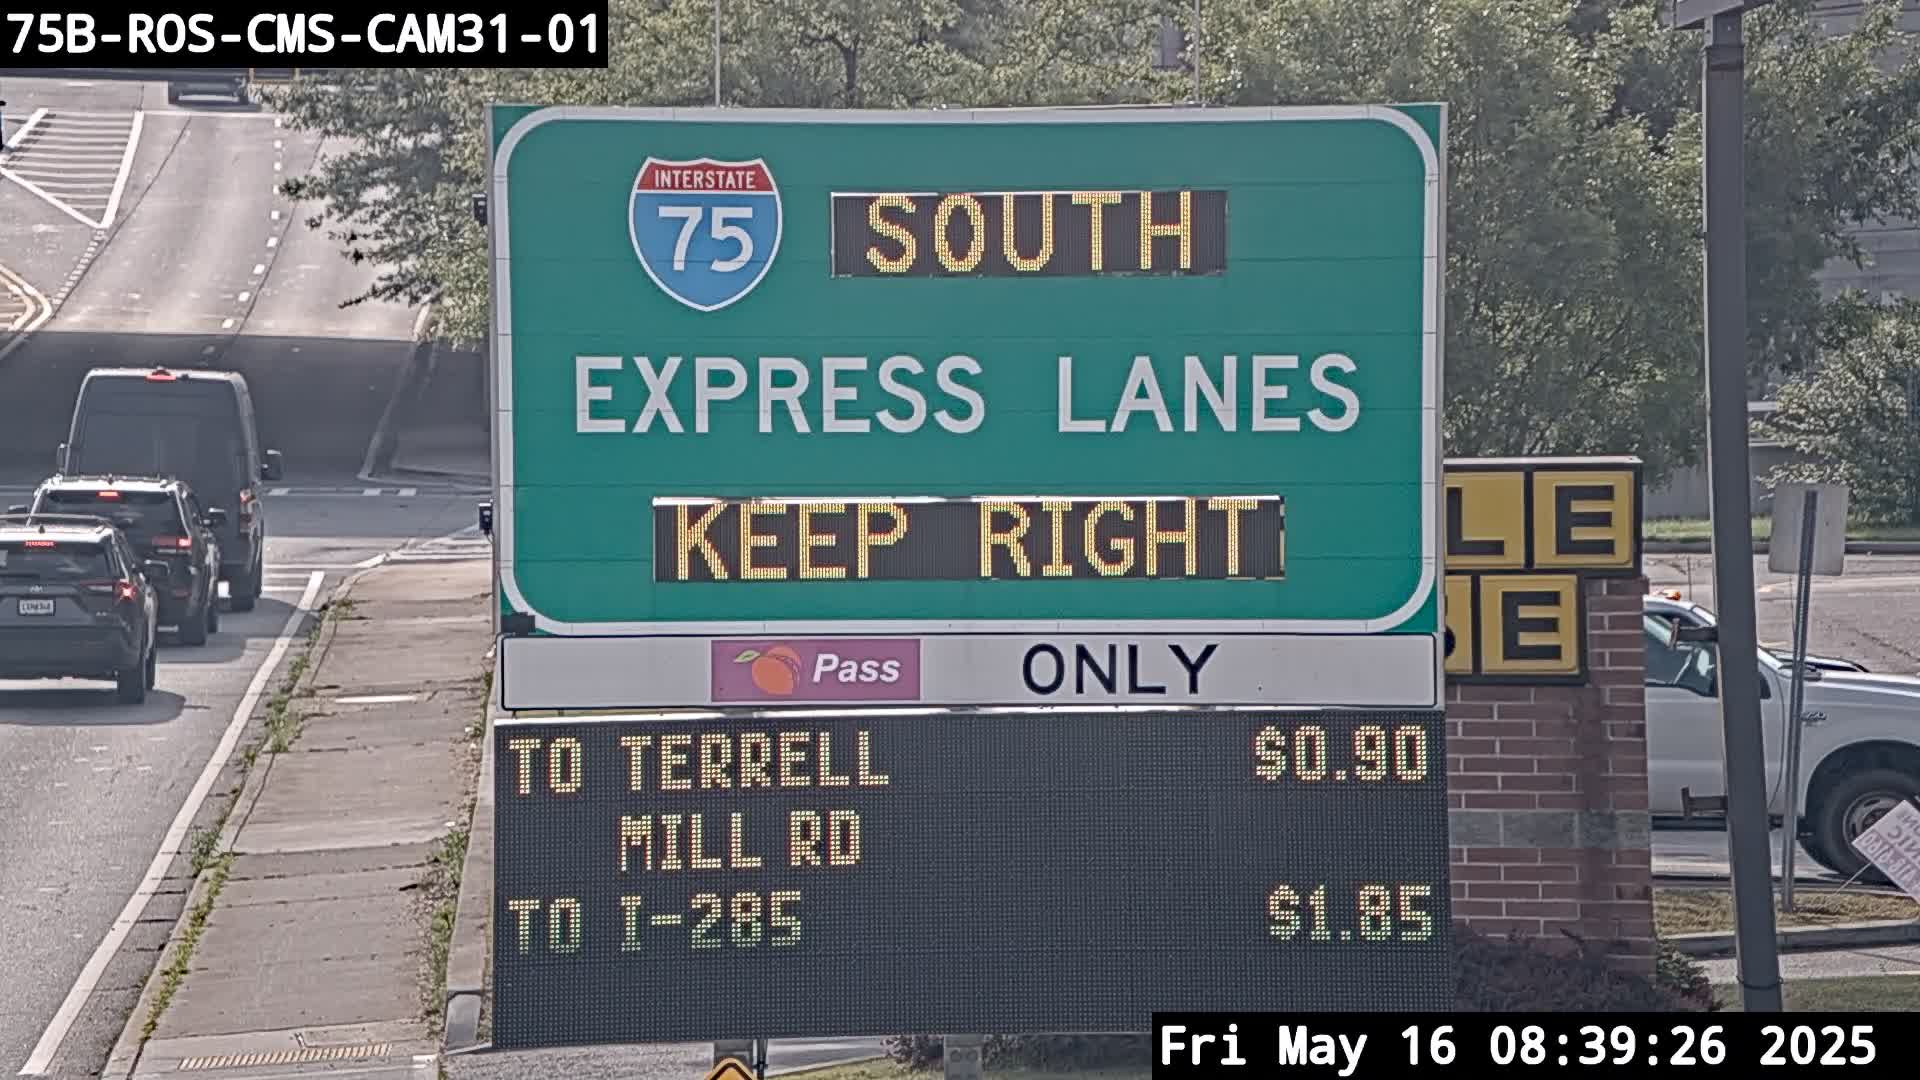 75B-ROS-CMS-CAM31-01
INTERSTATE
75
SOUTH
EXPRESS LANES
KEEP RIGHT
Pass ONLY
TO TERRELL $0.90
MILL RD
TO I-285 $1.85
LE
E
Fri May 16 08:39:26 2025